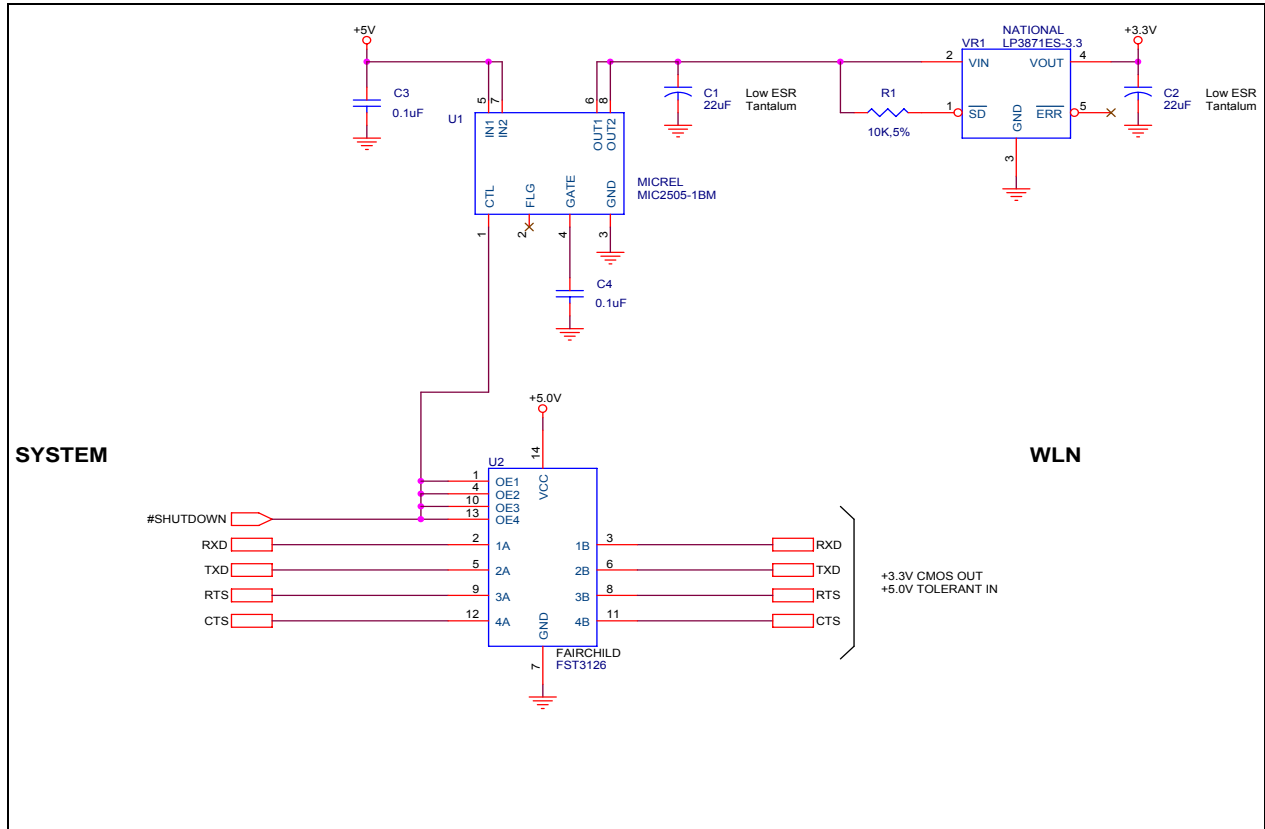 +5V
C3
0.1uF
U1
5
7
IN1
IN2
6
8
OUT1
OUT2
CTL
FLG
GATE
GND
1
2
4
3
MICREL
MIC2505-1BM
C4
0.1uF
C1
22uF
Low ESR
Tantalum
R1
10K,5%
NATIONAL
VR1
LP3871ES-3.3
2
VIN
VOUT
4
1
SD
GND
ERR
5
3
+3.3V
C2
22uF
Low ESR
Tantalum
SYSTEM
WLN
+5.0V
14
U2
VCC
1
OE1
4
OE2
10
OE3
13
OE4
#SHUTDOWN
RXD
2
1A
1B
3
RXD
TXD
5
2A
2B
6
TXD
RTS
9
3A
3B
8
RTS
CTS
12
4A
4B
11
CTS
GND
7
FAIRCHILD
FST3126
+3.3V CMOS OUT
+5.0V TOLERANT IN